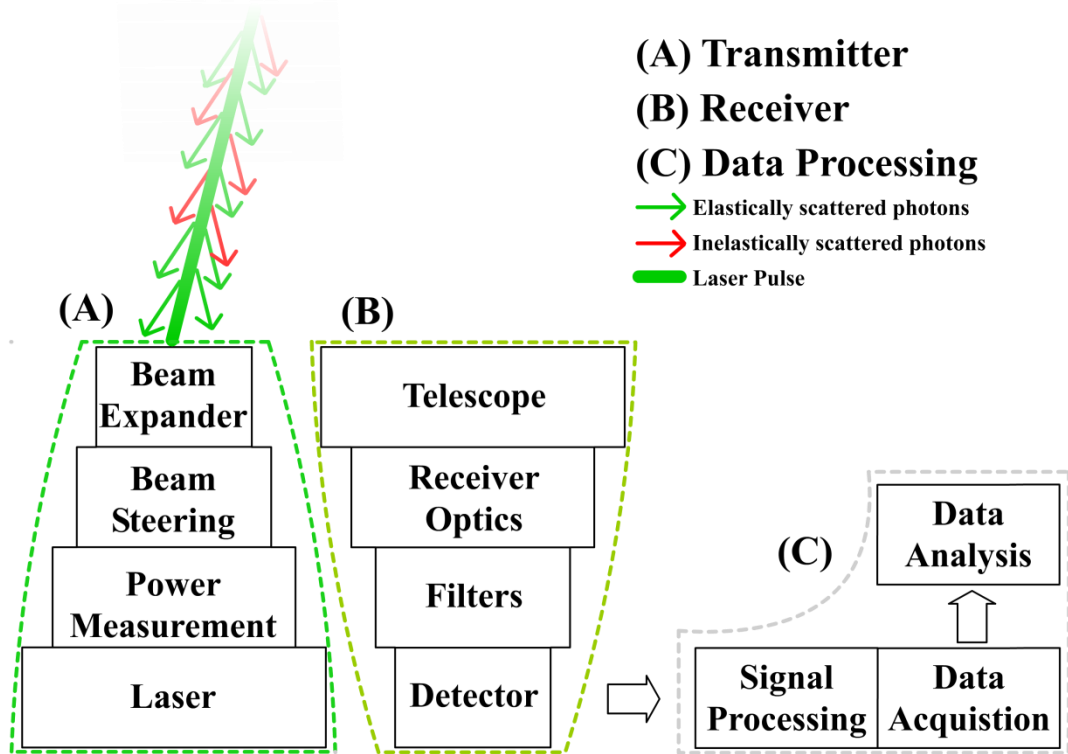 (A) Transmitter
(B) Receiver
(C) Data Processing
Elastically scattered photons
Inelastically scattered photons
Laser Pulse
(A)
Beam
Expander
Beam
Steering
Power
Measurement
Laser
(B)
Telescope
Receiver
Optics
Filters
Detector
(C)
Data
Analysis
Signal
Processing
Data
Acquistion